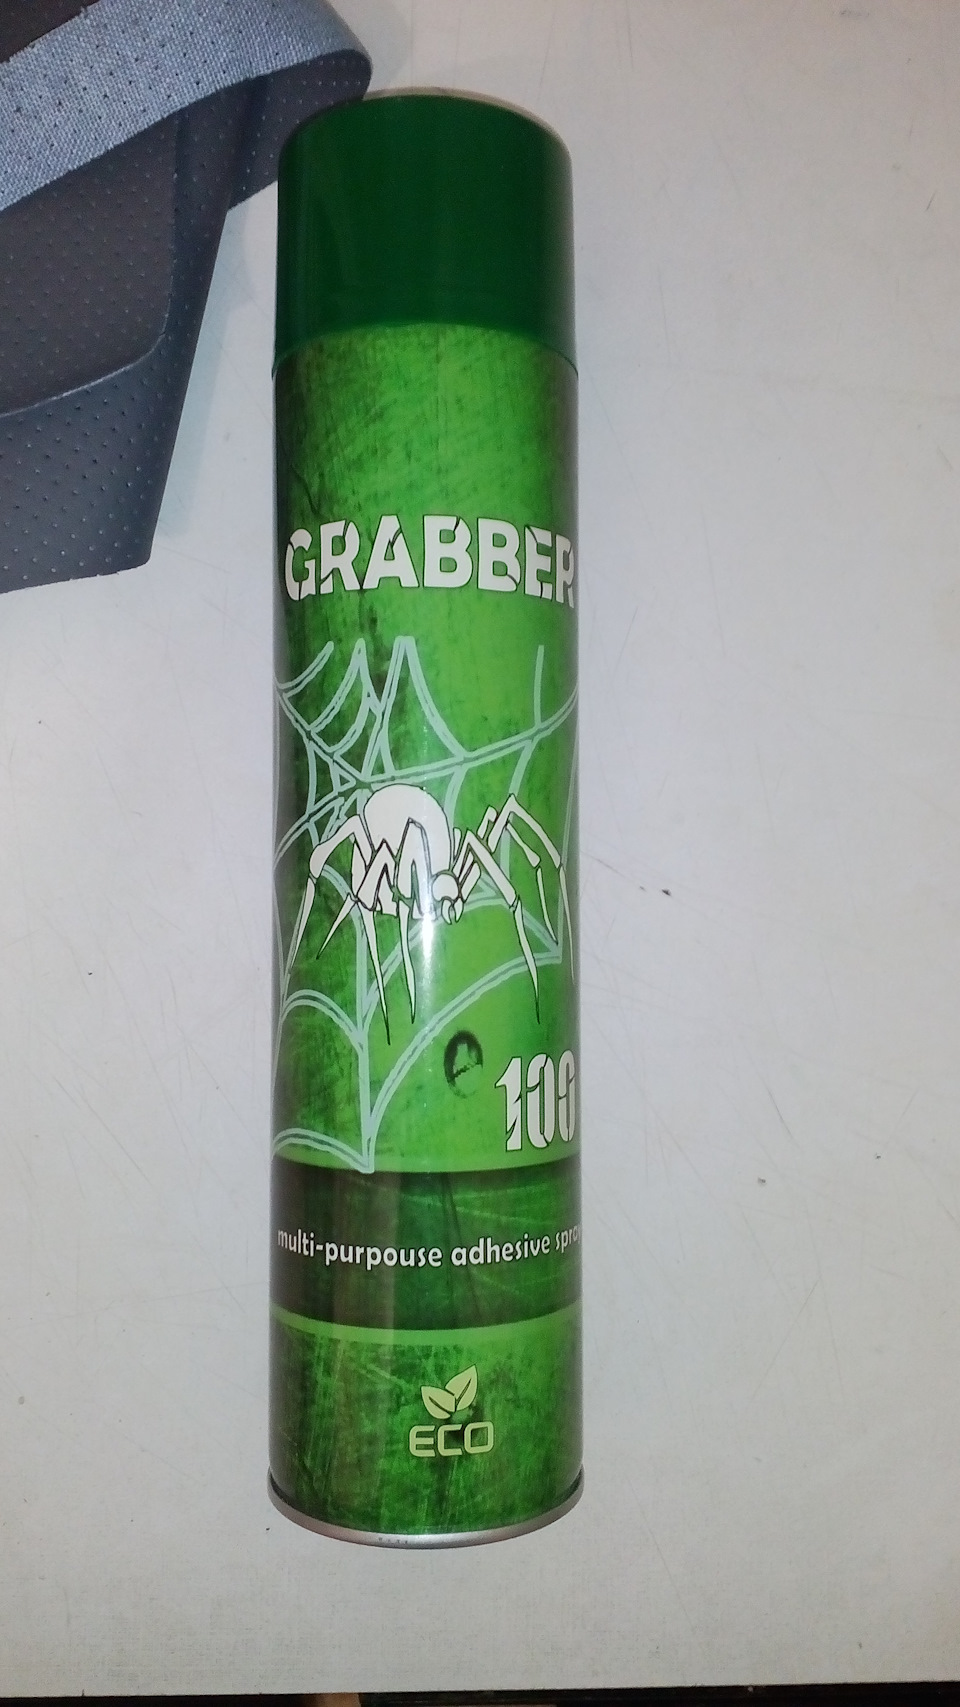 GRABBER
100
multi-purpouse adhesive spray
ECO